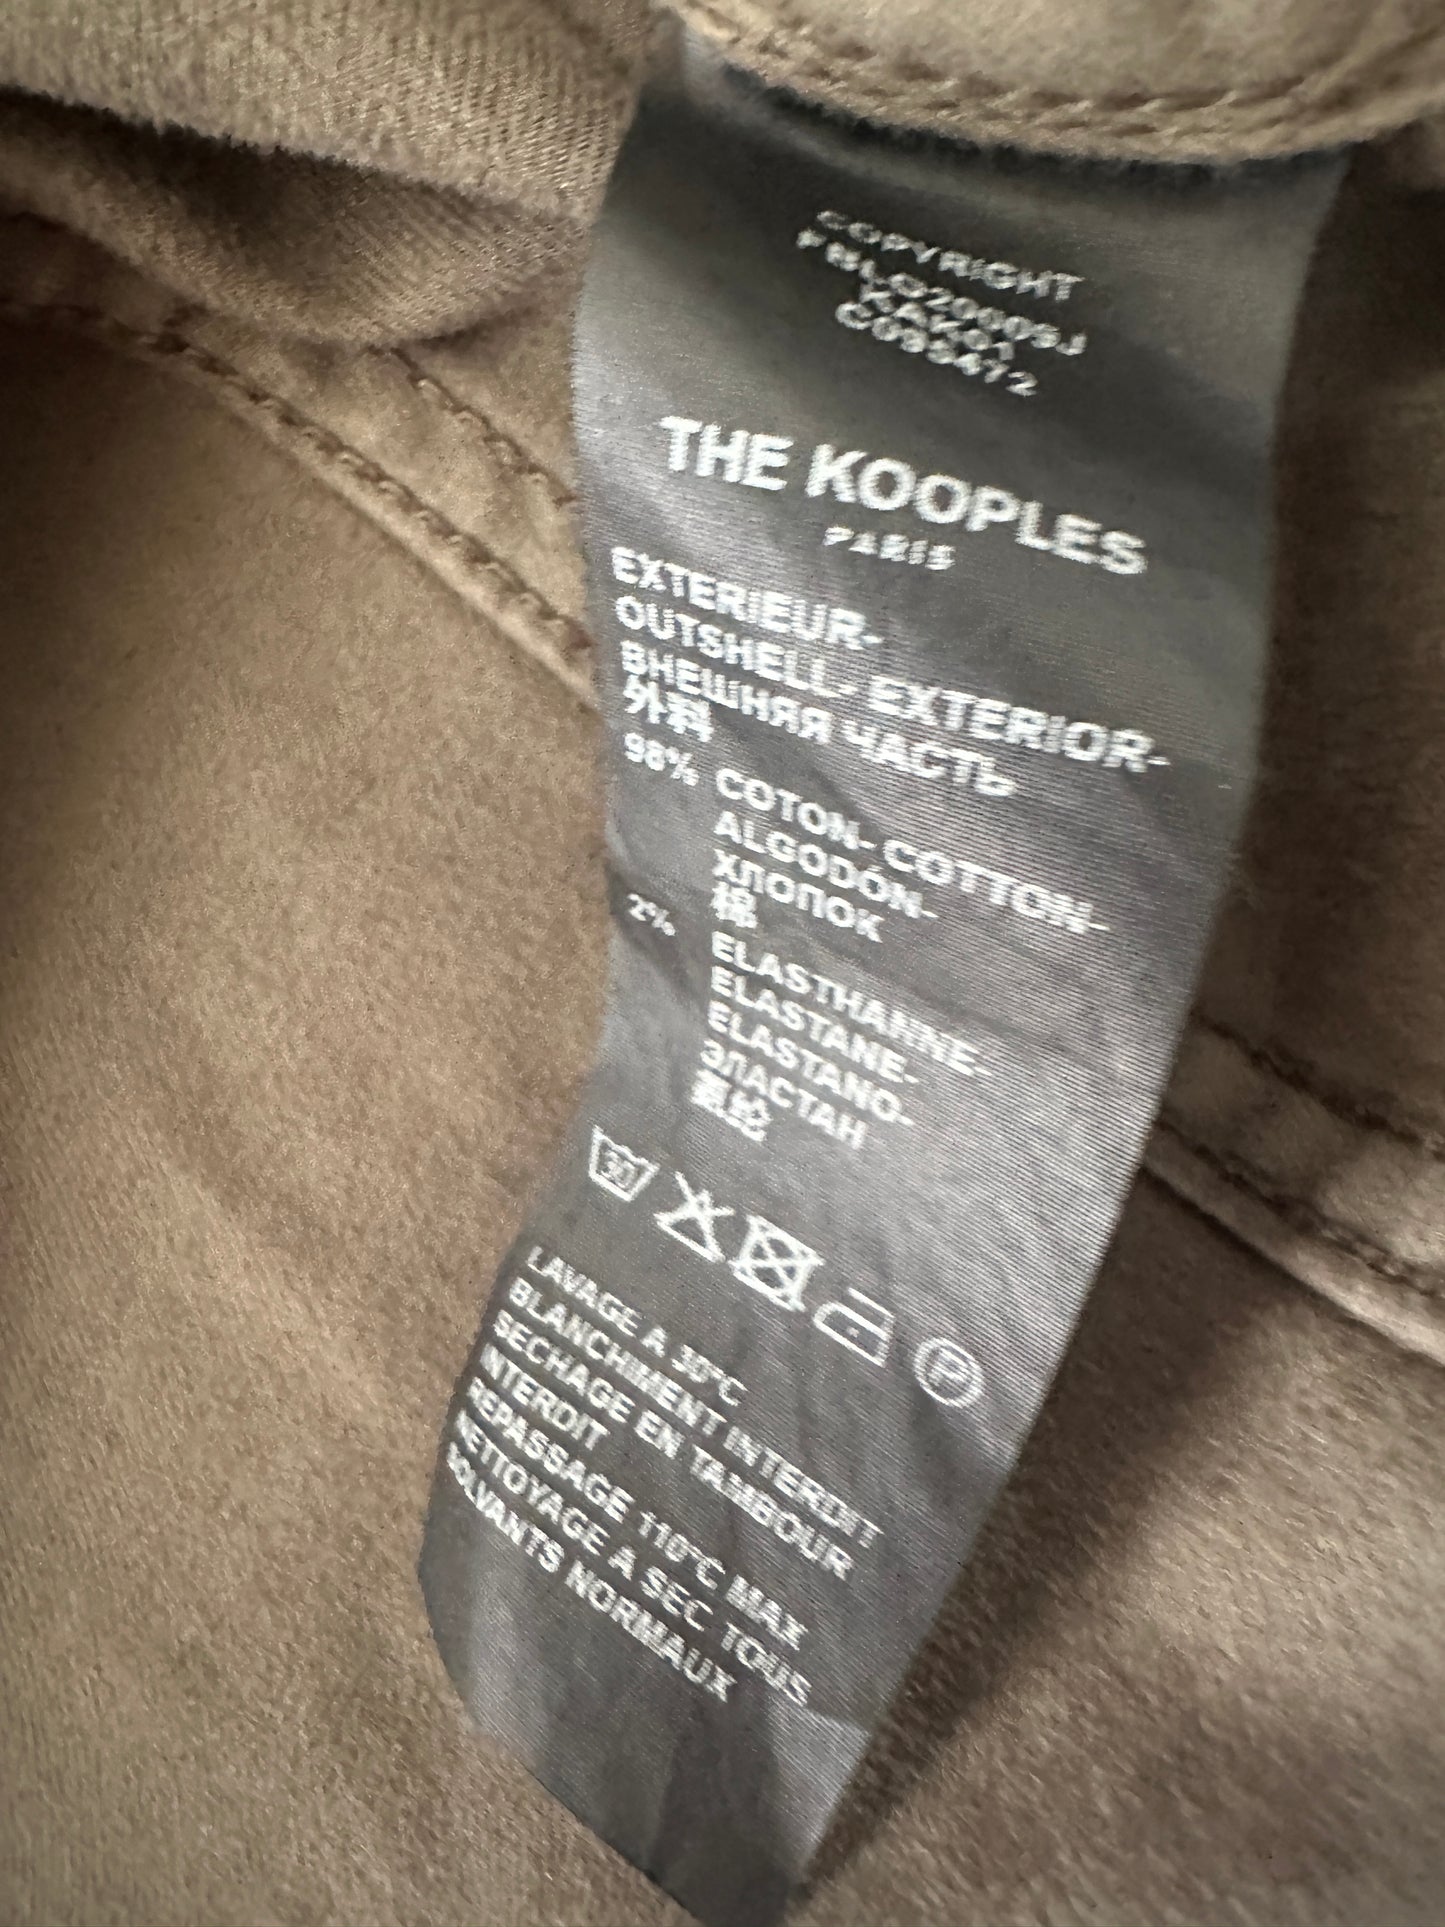 COPYRIGHT
THE KOOPLES
PARIS
EXTERIEUR-
OUTSHELL- EXTERIOR-
ВНЕШНЯЯ ЧАСТЬ
外料
98% COTON- COTTON-
ALGODÓN-
ХЛОПОК
棉
2% ELASTHANNE-
ELASTANE-
ELASTANO-
ЭЛАСТАН
氨纶
30
P
LAVAGE A 30°C
BLANCHIMENT INTERDIT
SECHAGE EN TAMBOUR
INTERDIT
REPASSAGE 110°C MAX
NETTOYAGE A SEC TOUS
SOLVANTS NORMAUX